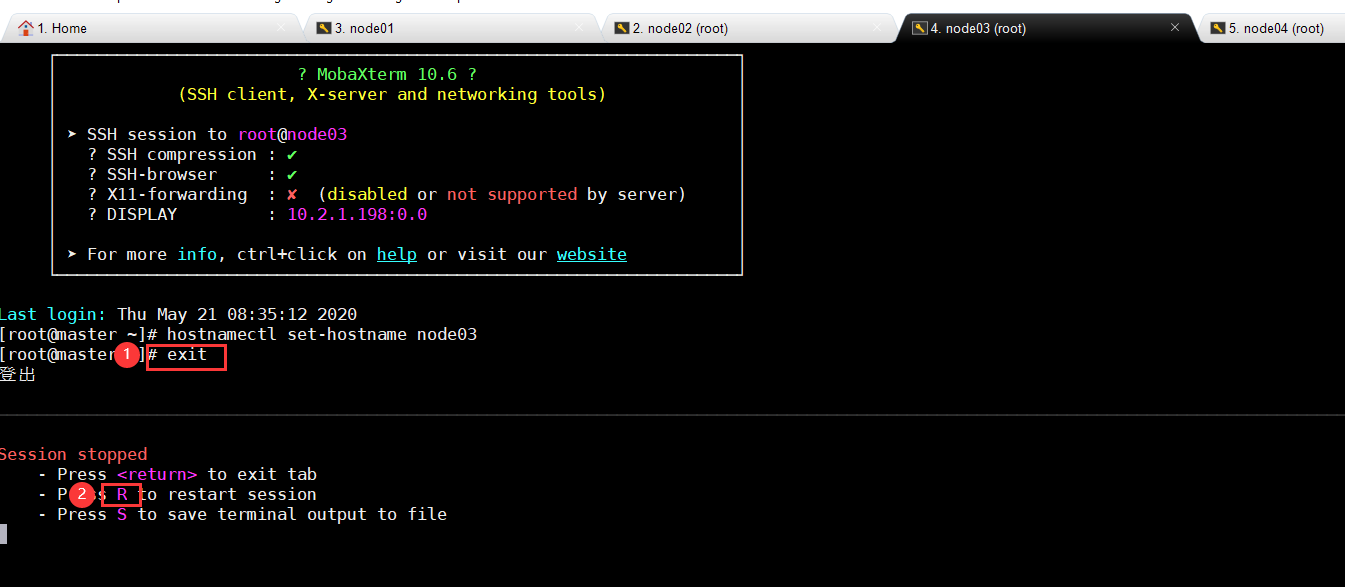 1. Home
3. node01
2. node02 (root)
4. node03 (root)
5. node04 (root)
? MobaXterm 10.6 ?
(SSH client, X-server and networking tools)
➤ SSH session to root@node03
? SSH compression : ✔
? SSH-browser : ✔
? X11-forwarding : ✘ (disabled or not supported by server)
? DISPLAY : 10.2.1.198:0.0
➤ For more info, ctrl+click on help or visit our website
Last login: Thu May 21 08:35:12 2020
[root@master ~]# hostnamectl set-hostname node03
[root@master 1 ]# exit
登出
Session stopped
- Press <return> to exit tab
- P 2 s R to restart session
- Press S to save terminal output to file